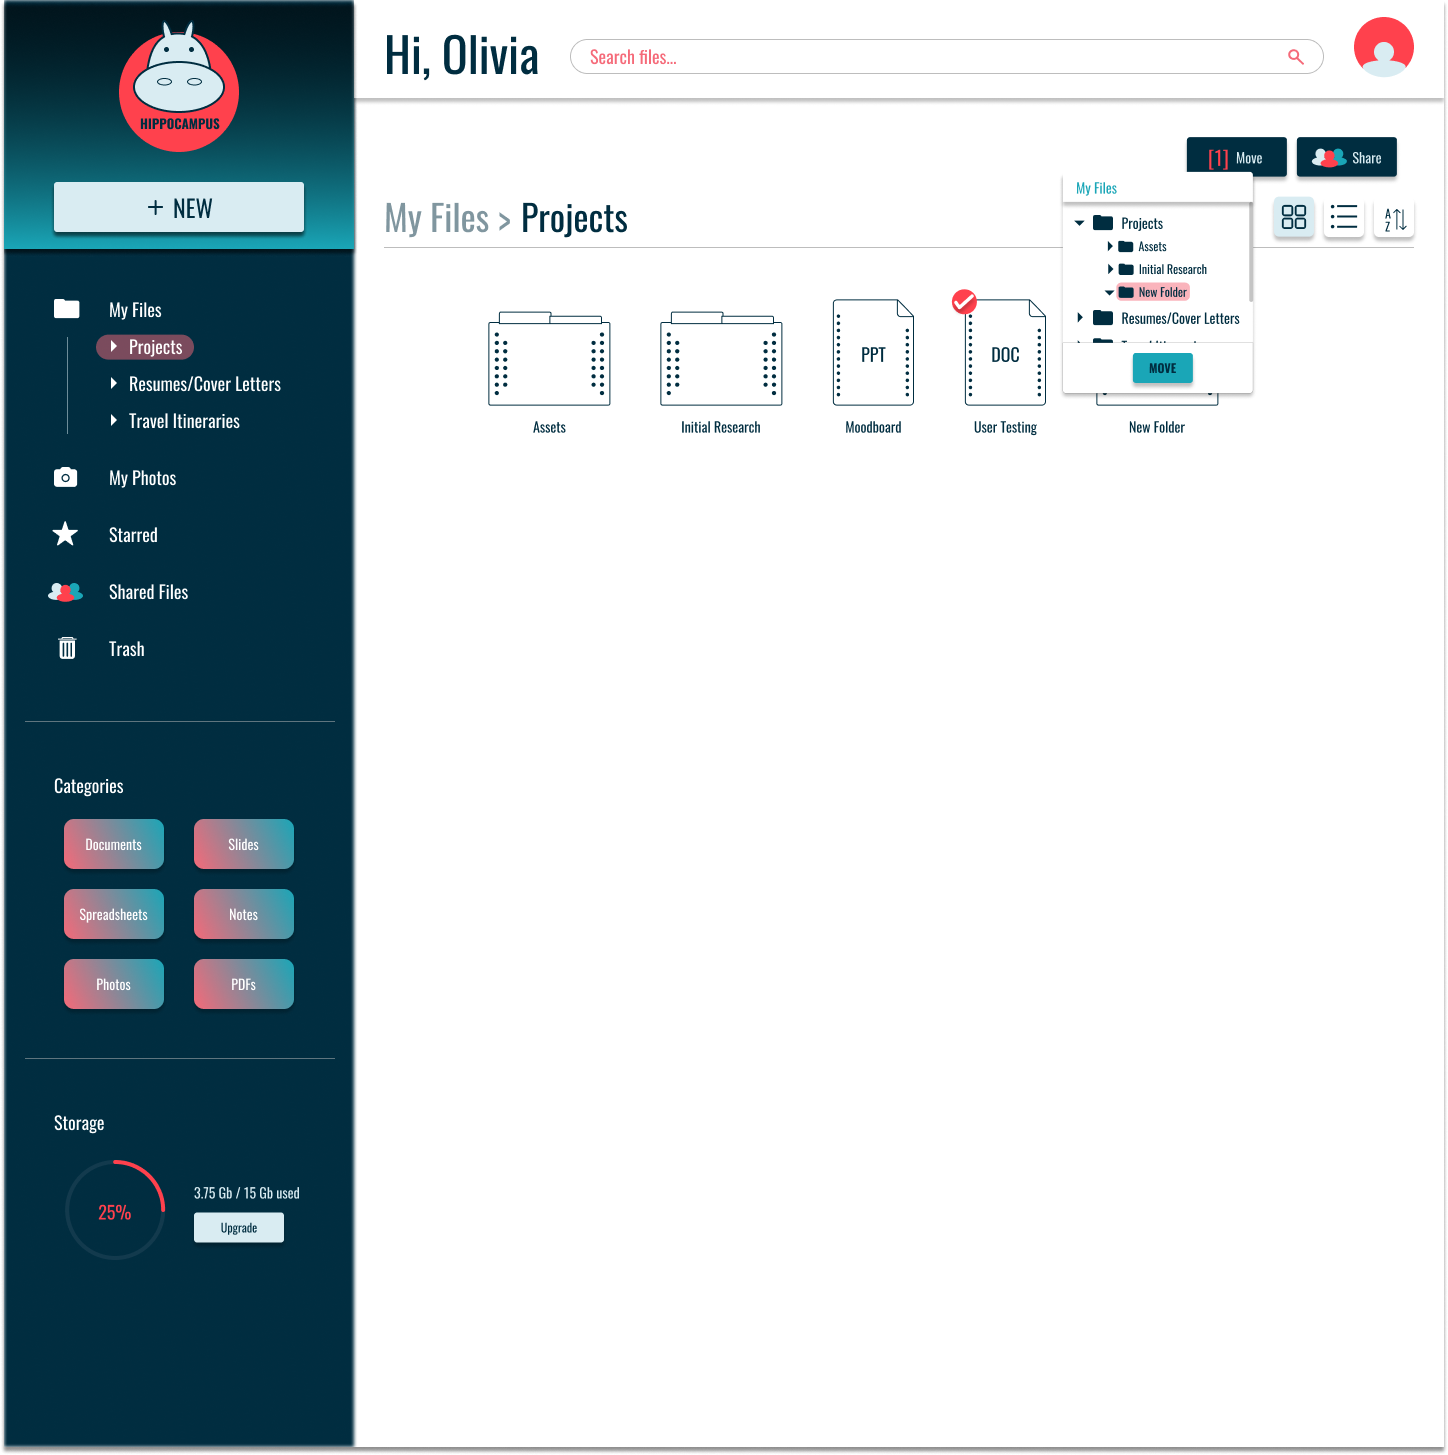 HIPPOCAMPUS
+ NEW
My Files
Projects
Resumes/Cover Letters
Travel Itineraries
My Photos
Starred
Shared Files
Trash
Categories
Documents
Slides
Spreadsheets
Notes
Photos
PDFs
Storage
25%
3.75 Gb / 15 Gb used
Upgrade
Hi, Olivia
Search files...
[1] Move
Share
My Files > Projects
A
Z
My Files
Projects
Assets
Initial Research
New Folder
Resumes/Cover Letters
MOVE
PPT
DOC
Assets
Initial Research
Moodboard
User Testing
New Folder